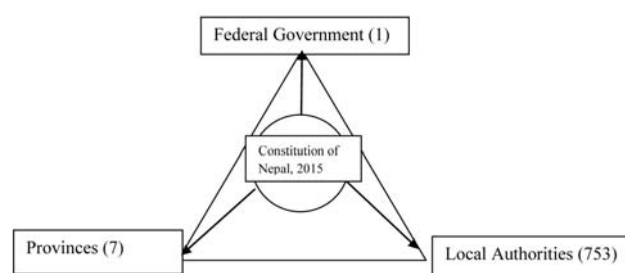 Federal Government (1)
Constitution of
Nepal, 2015
Provinces (7)
Local Authorities (753)